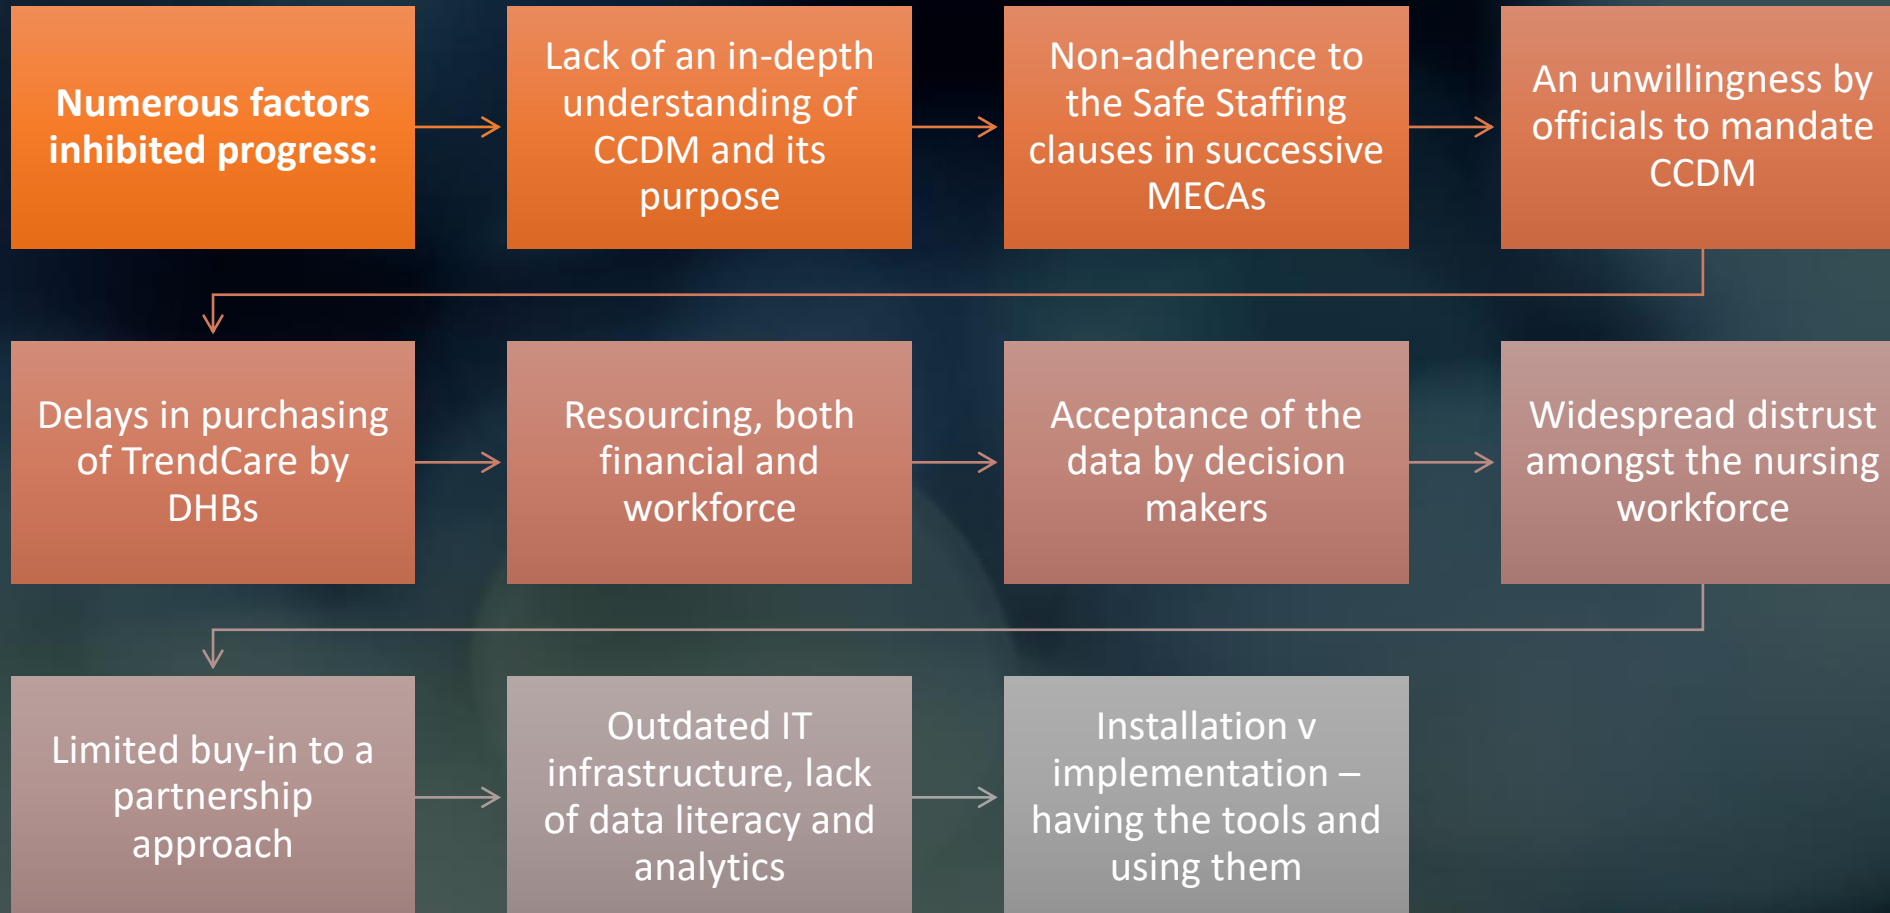 Numerous factors
inhibited progress:
Lack of an in-depth
understanding of
CCDM and its
purpose
Non-adherence to
the Safe Staffing
clauses in successive
MECAs
An unwillingness by
officials to mandate
CCDM
Delays in purchasing
of TrendCare by
DHBs
Resourcing, both
financial and
workforce
Acceptance of the
data by decision
makers
Widespread distrust
amongst the nursing
workforce
Limited buy-in to a
partnership
approach
Outdated IT
infrastructure, lack
of data literacy and
analytics
Installation v
implementation –
having the tools and
using them